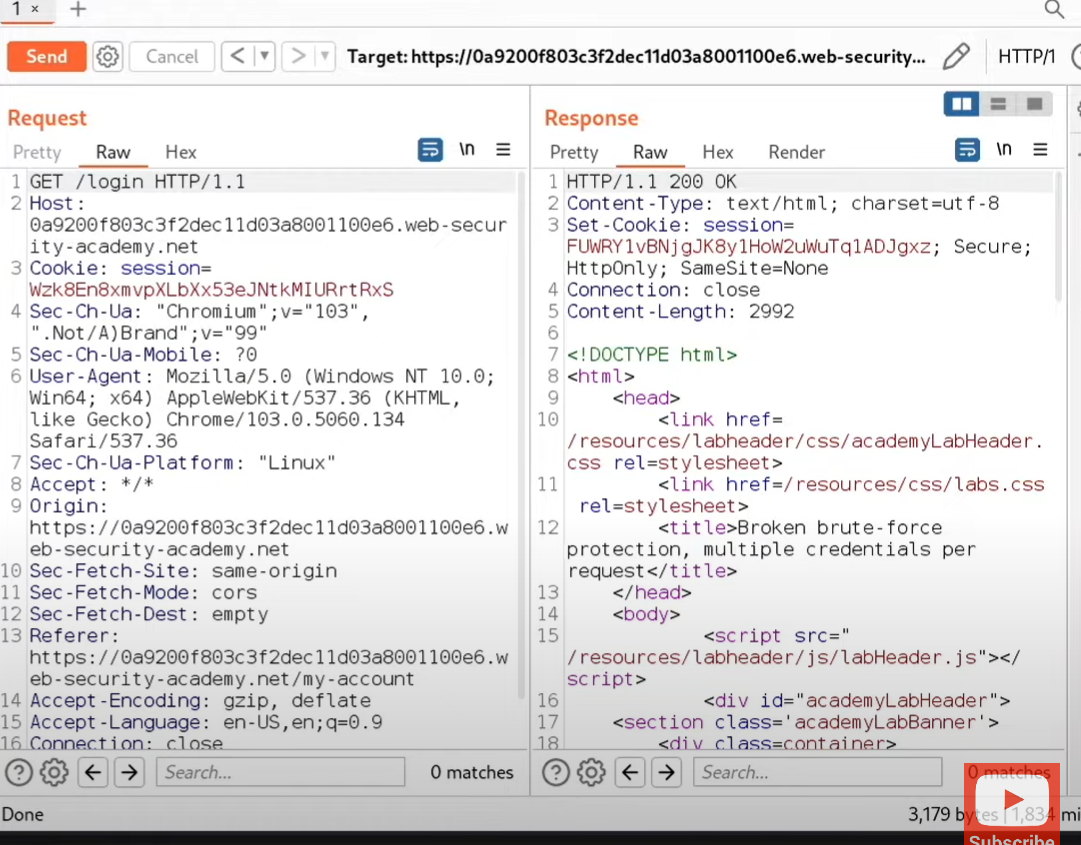 1 × +
Send Cancel < ▼ > ▼ Target: https://0a9200f803c3f2dec11d03a8001100e6.web-security... HTTP/1
Request
Pretty Raw Hex \n
1 GET /login HTTP/1.1
2 Host:
0a9200f803c3f2dec11d03a8001100e6.web-secur
ity-academy.net
3 Cookie: session=
Wzk8En8xmvpXLbXx53eJNtkMIURrtRxS
4 Sec-Ch-Ua: "Chromium";v="103",
".Not/A)Brand";v="99"
5 Sec-Ch-Ua-Mobile: ?0
6 User-Agent: Mozilla/5.0 (Windows NT 10.0;
Win64; x64) AppleWebKit/537.36 (KHTML,
like Gecko) Chrome/103.0.5060.134
Safari/537.36
7 Sec-Ch-Ua-Platform: "Linux"
8 Accept: */*
9 Origin:
https://0a9200f803c3f2dec11d03a8001100e6.w
eb-security-academy.net
10 Sec-Fetch-Site: same-origin
11 Sec-Fetch-Mode: cors
12 Sec-Fetch-Dest: empty
13 Referer:
https://0a9200f803c3f2dec11d03a8001100e6.w
eb-security-academy.net/my-account
14 Accept-Encoding: gzip, deflate
15 Accept-Language: en-US,en;q=0.9
16 Connection: close
? Search... 0 matches
Response
Pretty Raw Hex Render \n
1 HTTP/1.1 200 OK
2 Content-Type: text/html; charset=utf-8
3 Set-Cookie: session=
FUWRY1vBNjgJK8y1HoW2uWuTq1ADJgxz; Secure;
HttpOnly; SameSite=None
4 Connection: close
5 Content-Length: 2992
6
7 <!DOCTYPE html>
8 <html>
9 <head>
10 <link href=
/resources/labheader/css/academyLabHeader.
css rel=stylesheet>
11 <link href=/resources/css/labs.css
rel=stylesheet>
12 <title>Broken brute-force
protection, multiple credentials per
request</title>
13 </head>
14 <body>
15 <script src="
/resources/labheader/js/labHeader.js"></
script>
16 <div id="academyLabHeader">
17 <section class='academyLabBanner'>
18 <div class=container>
? Search... 0 matches
Done
3,179 bytes | 1,834 mi
Subscribe